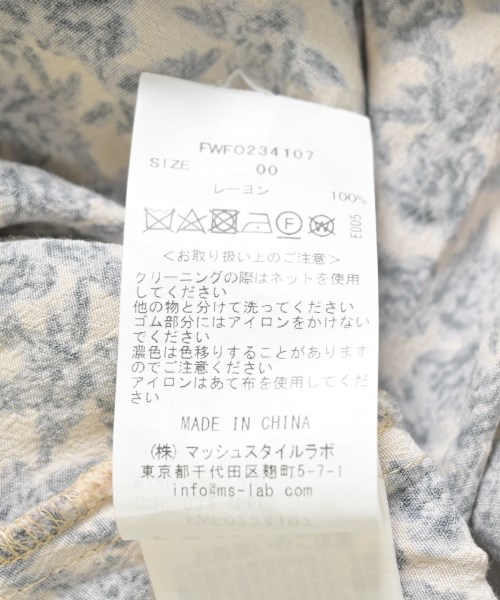 FWFO234107
SIZE 00
レーヨン 100%
F W
E005
＜お取り扱い上のご注意＞
クリーニングの際はネットを使用
してください
他の物と分けて洗ってください
ゴム部分にはアイロンをかけない
でください
濃色は色移りすることがあります
のでご注意ください
アイロンはあて布を使用してくだ
さい
MADE IN CHINA
(株) マッシュスタイルラボ
東京都千代田区麹町5-7-1
info@ms-lab.com
FWFO234107